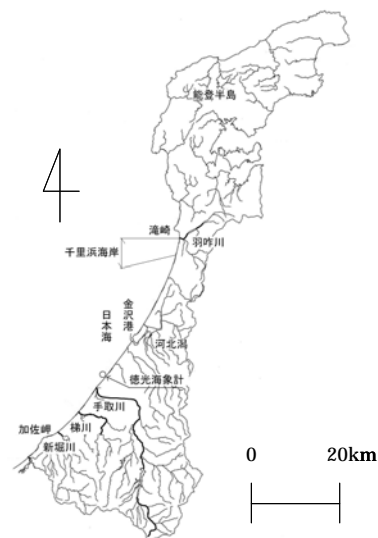 能登半島
滝崎
羽咋川
千里浜海岸
金沢港
日本海
河北潟
徳光海象計
手取川
梯川
加佐岬
新堀川
0 20km